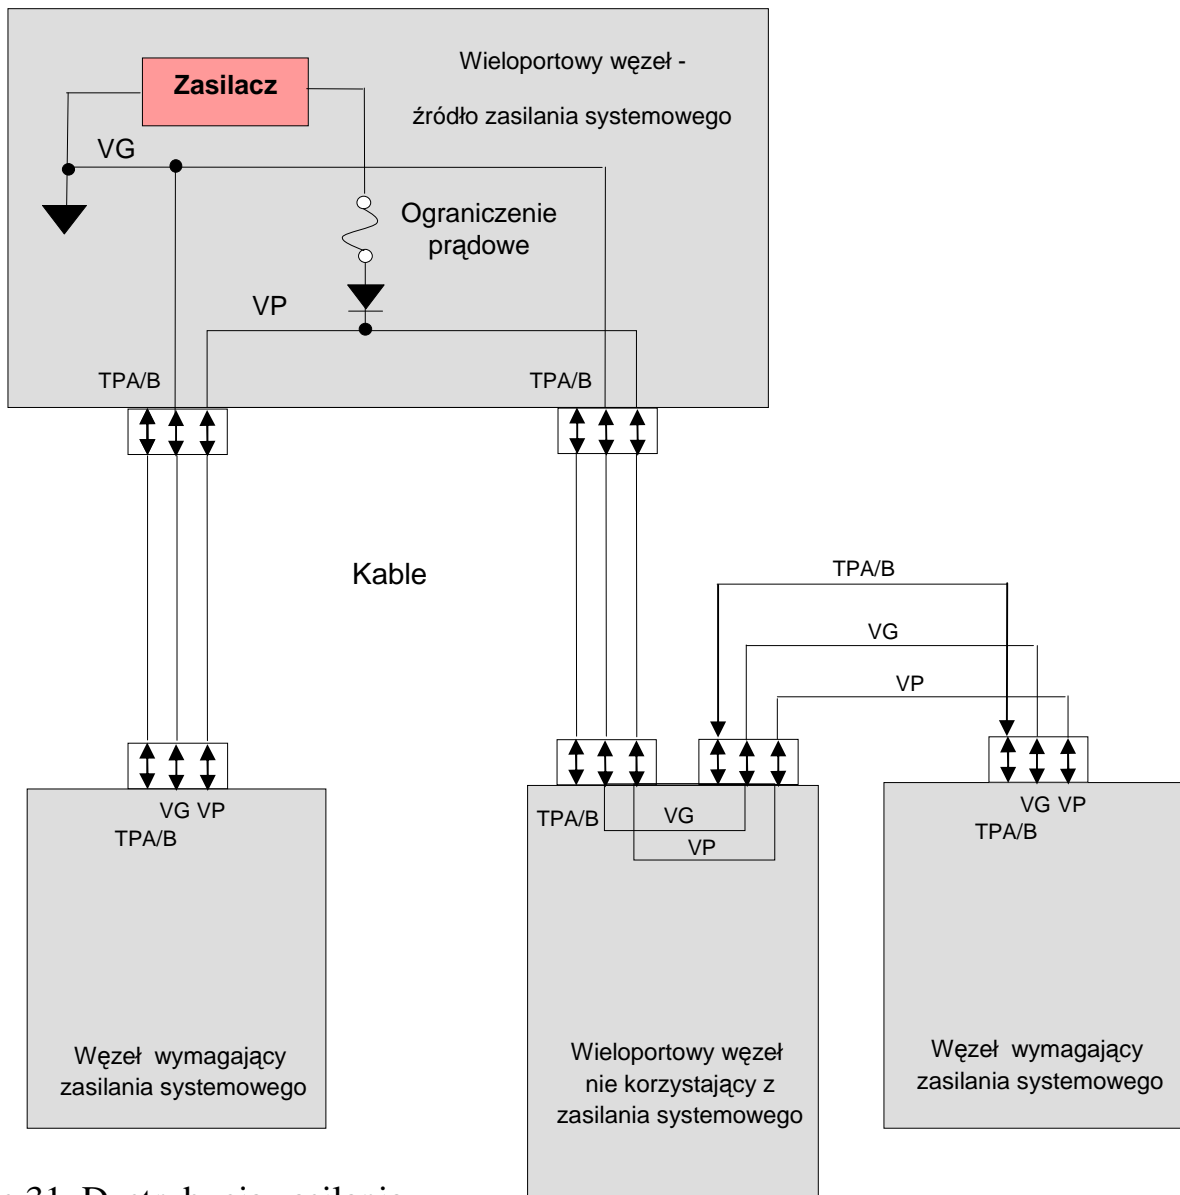 Wieloportowy węzeł -
źródło zasilania systemowego
Zasilacz
VG
Ograniczenie
prądowe
VP
TPA/B
TPA/B
Kable
TPA/B
VG
VP
VG VP
TPA/B
TPA/B
VG
VP
VG VP
TPA/B
Węzeł wymagający
zasilania systemowego
Wieloportowy węzeł
nie korzystający z
zasilania systemowego
Węzeł wymagający
zasilania systemowego
31